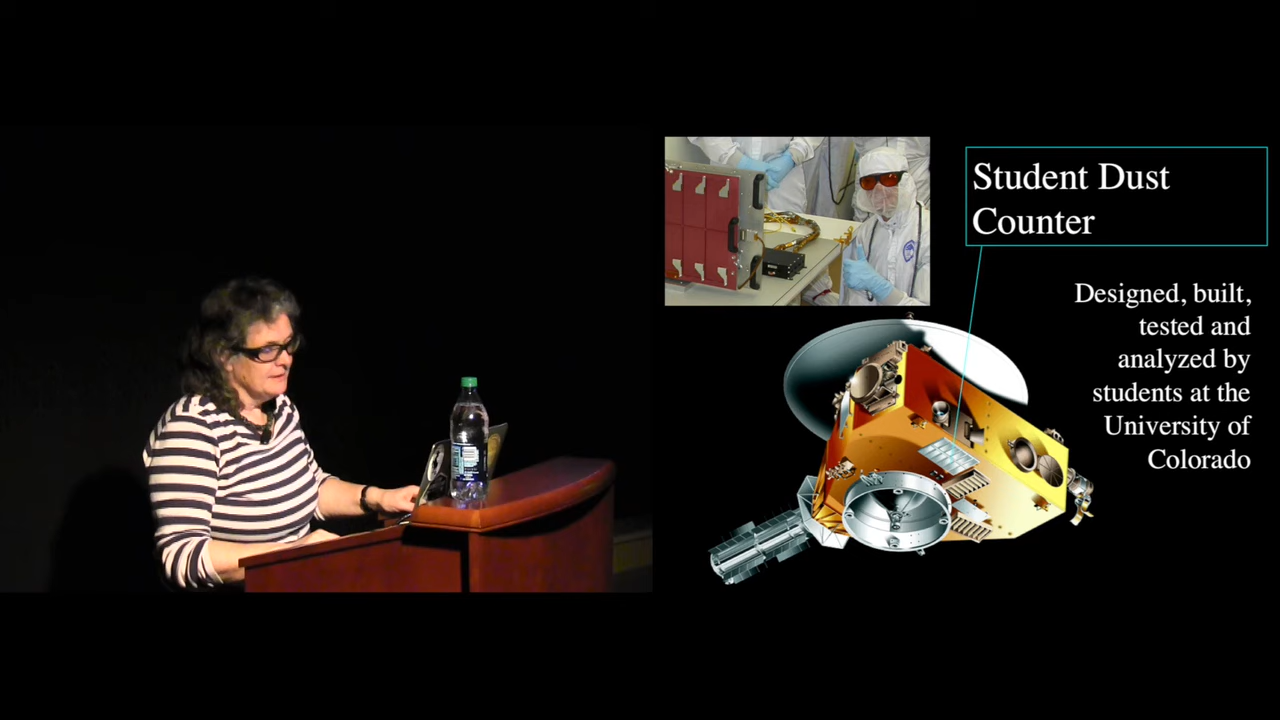 Student Dust
Counter
Designed, built,
tested and
analyzed by
students at the
University of
Colorado